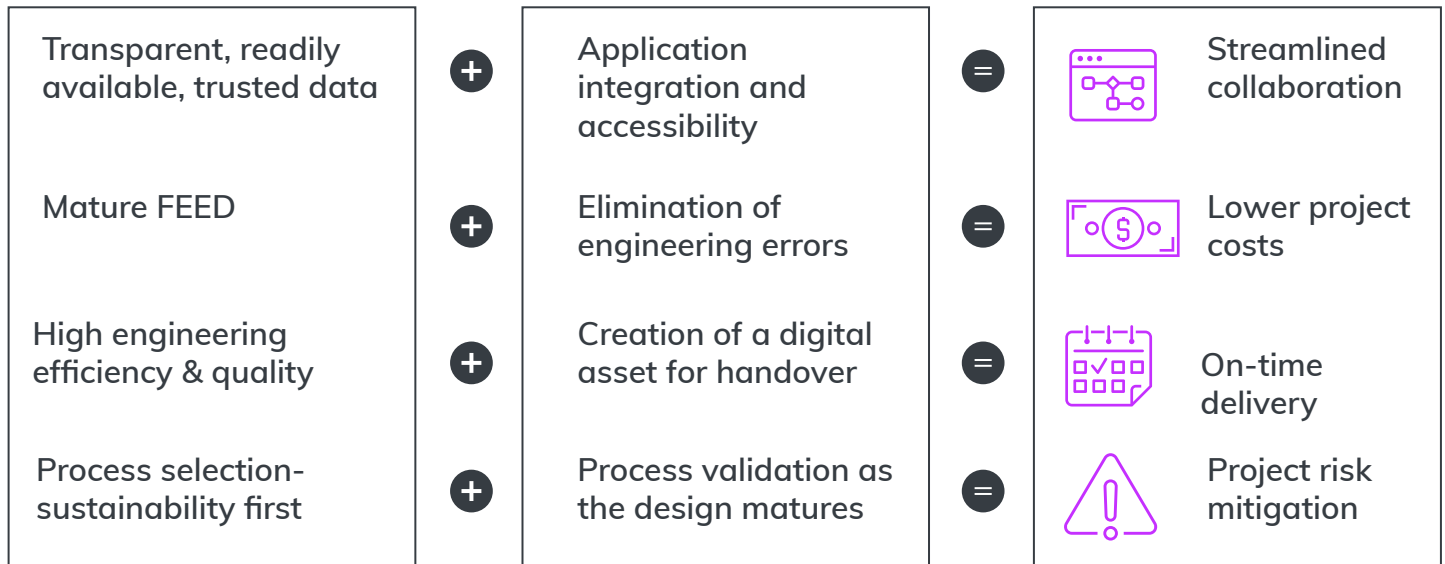 Transparent, readily
available, trusted data
+
Application
integration and
accessibility
=
Streamlined
collaboration
Mature FEED
+
Elimination of
engineering errors
=
$
Lower project
costs
High engineering
efficiency & quality
+
Creation of a digital
asset for handover
=
On-time
delivery
Process selection-
sustainability first
+
Process validation as
the design matures
=
Project risk
mitigation